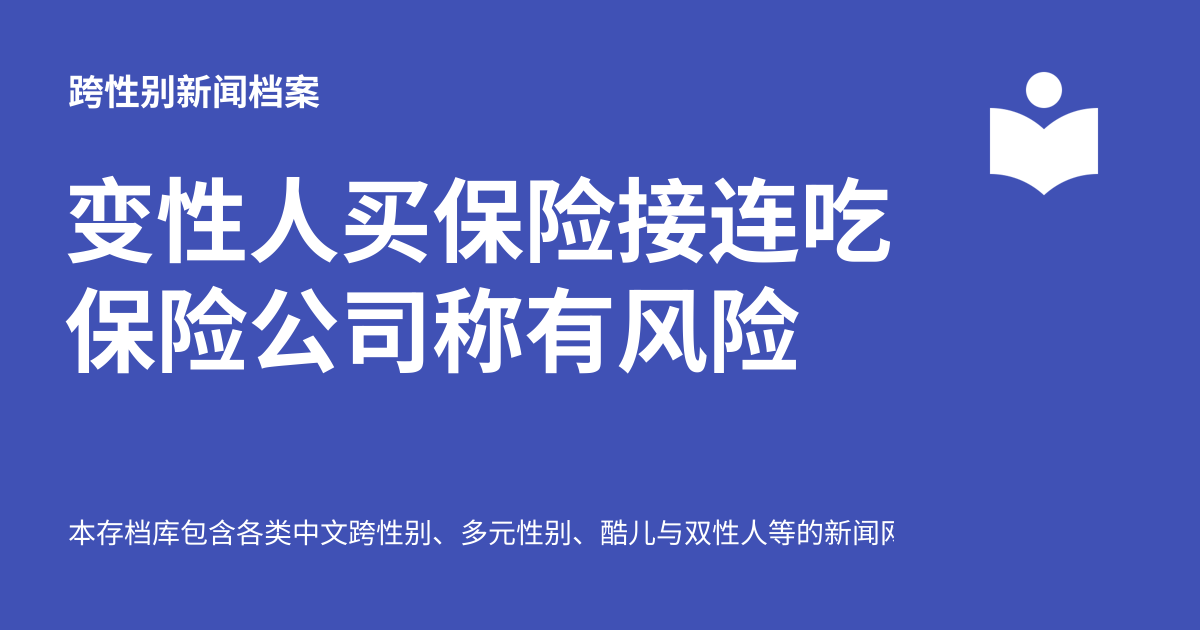 跨性别新闻档案
变性人买保险接连吃
保险公司称有风险
本存档库包含各类中文跨性别、多元性别、酷儿与双性人等的新闻